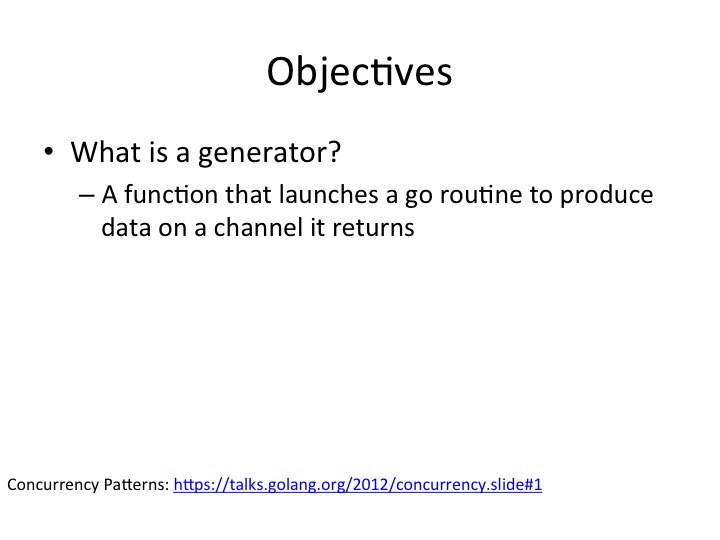 Objectives
• What is a generator?
– A function that launches a go routine to produce
data on a channel it returns
Concurrency Patterns: https://talks.golang.org/2012/concurrency.slide#1